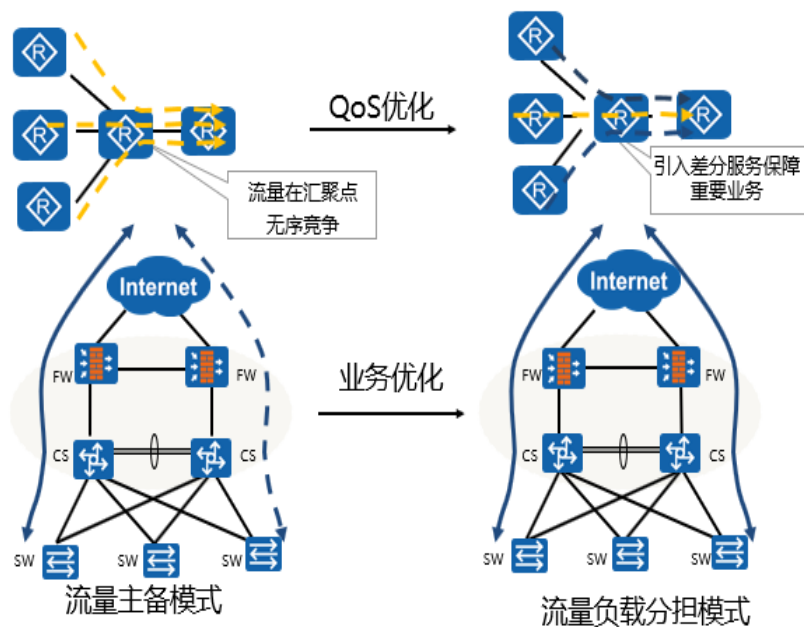 R
R
R
R
R
QoS优化
R
R
R
R
R
流量在汇聚点
无序竞争
引入差分服务保障
重要业务
Internet
Internet
FW
FW
FW
FW
业务优化
CS
CS
CS
CS
SW
SW
SW
SW
SW
SW
流量主备模式
流量负载分担模式